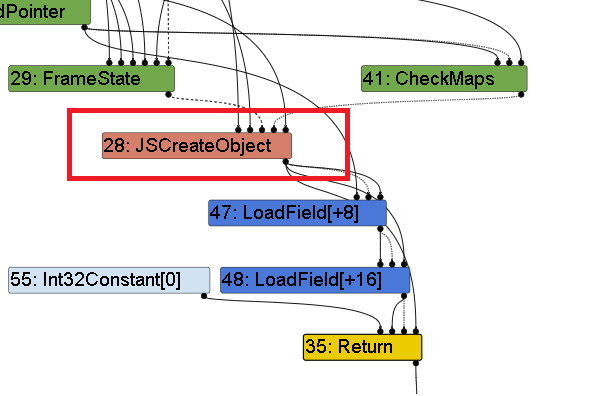 dPointer
29: FrameState
41: CheckMaps
28: JSCreateObject
47: LoadField[+8]
55: Int32Constant[0]
48: LoadField[+16]
35: Return